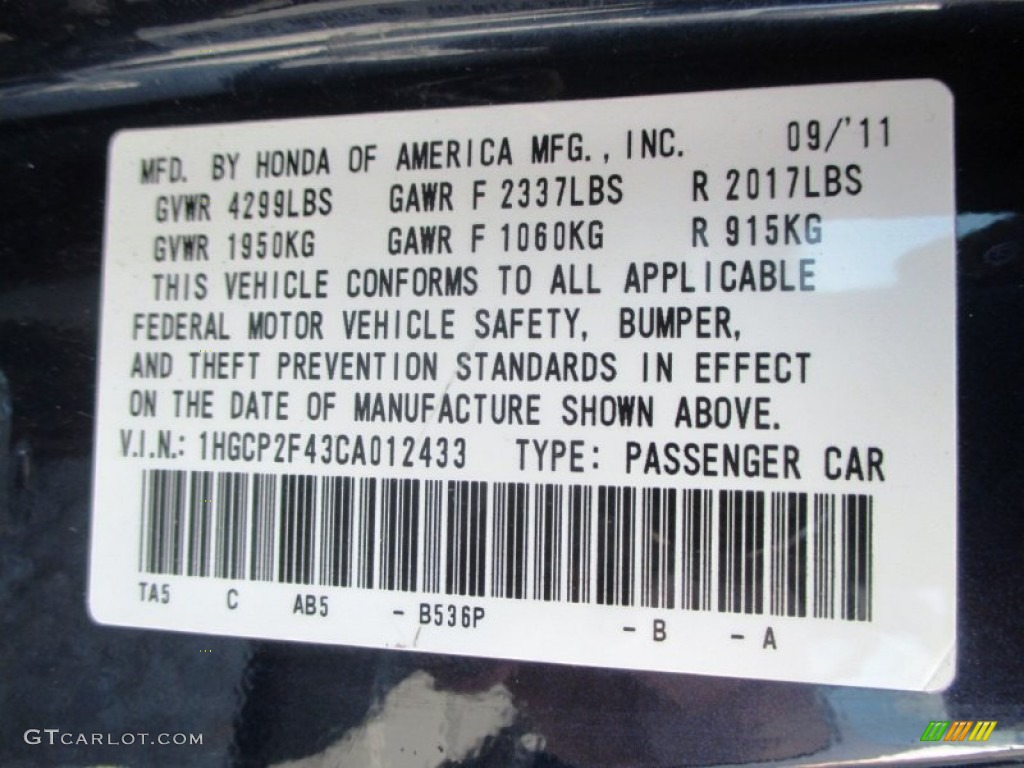 MFD. BY HONDA OF AMERICA MFG., INC. 09/'11
GVWR 4299LBS GAWR F 2337LBS R 2017LBS
GVWR 1950KG GAWR F 1060KG R 915KG
THIS VEHICLE CONFORMS TO ALL APPLICABLE
FEDERAL MOTOR VEHICLE SAFETY, BUMPER,
AND THEFT PREVENTION STANDARDS IN EFFECT
ON THE DATE OF MANUFACTURE SHOWN ABOVE.
V.I.N.: 1HGCP2F43CA012433 TYPE: PASSENGER CAR
TA5 C AB5 - B536P - B - A
GTCARLOT.COM